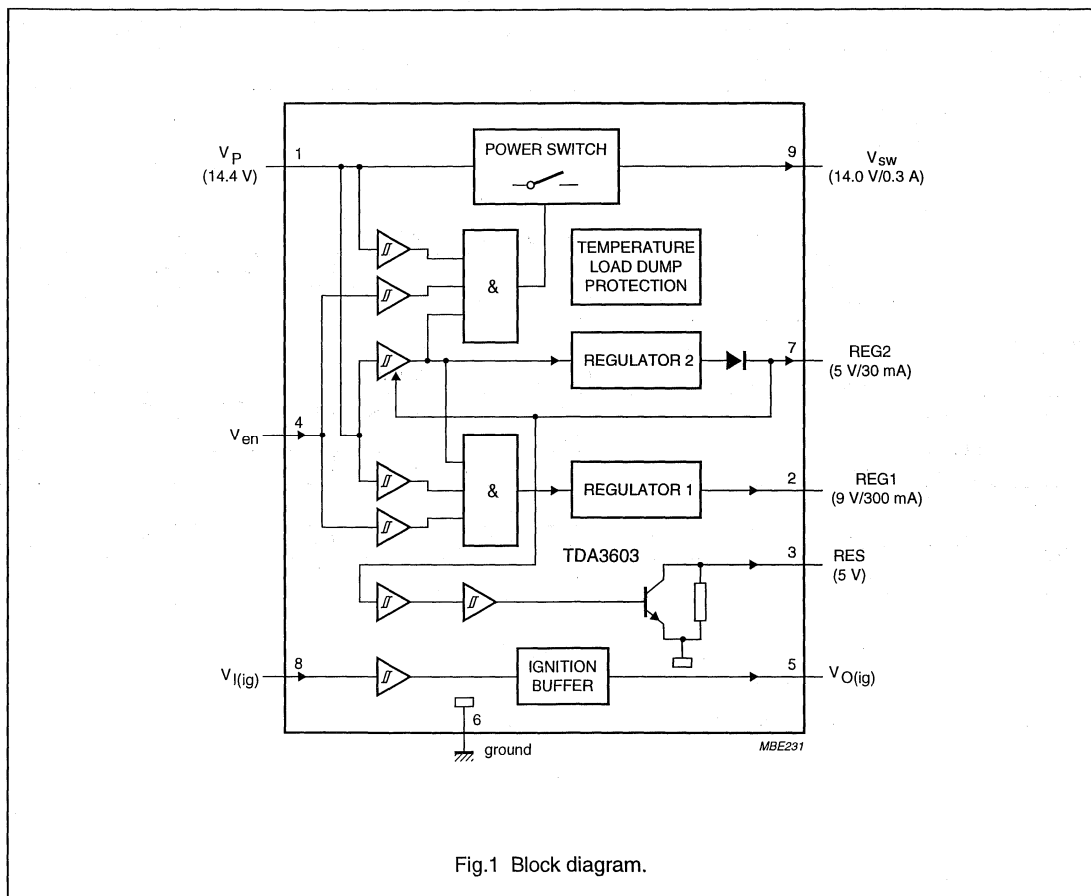 V_P
(14.4 V)
1
POWER SWITCH
9
V_sw
(14.0 V/0.3 A)
&
TEMPERATURE
LOAD DUMP
PROTECTION
REGULATOR 2
7
REG2
(5 V/30 mA)
V_en
4
&
REGULATOR 1
2
REG1
(9 V/300 mA)
TDA3603
3
RES
(5 V)
V_I(ig)
8
IGNITION
BUFFER
5
V_O(ig)
6
ground
MBE231
Fig.1 Block diagram.